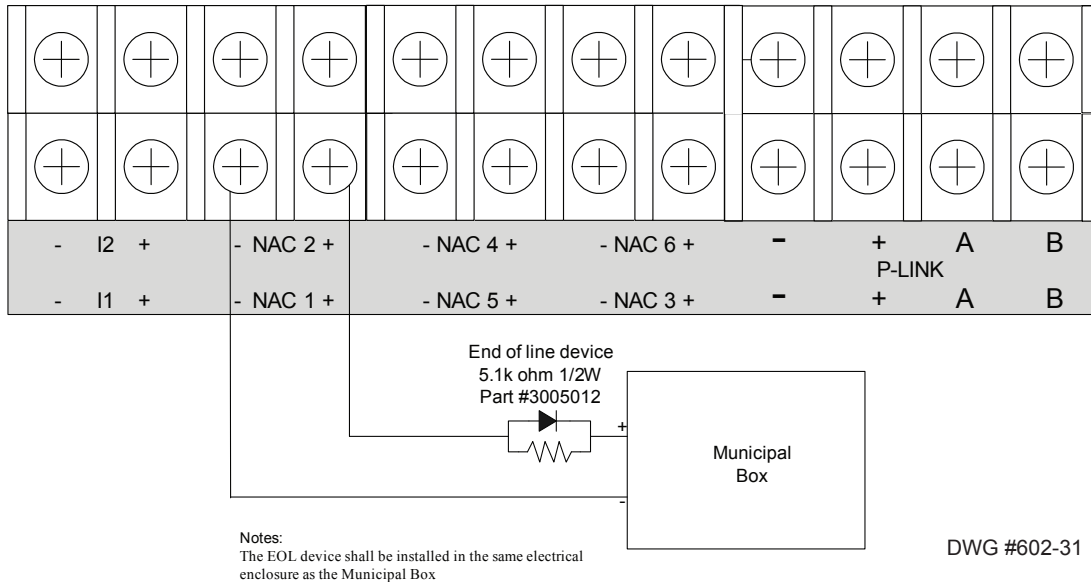 - I2 + - NAC 2 + - NAC 4 + - NAC 6 + - + A B
P-LINK
- I1 + - NAC 1 + - NAC 5 + - NAC 3 + - + A B
End of line device
5.1k ohm 1/2W
Part #3005012
+
Municipal
Box
-
Notes:
The EOL device shall be installed in the same electrical
enclosure as the Municipal Box
DWG #602-31